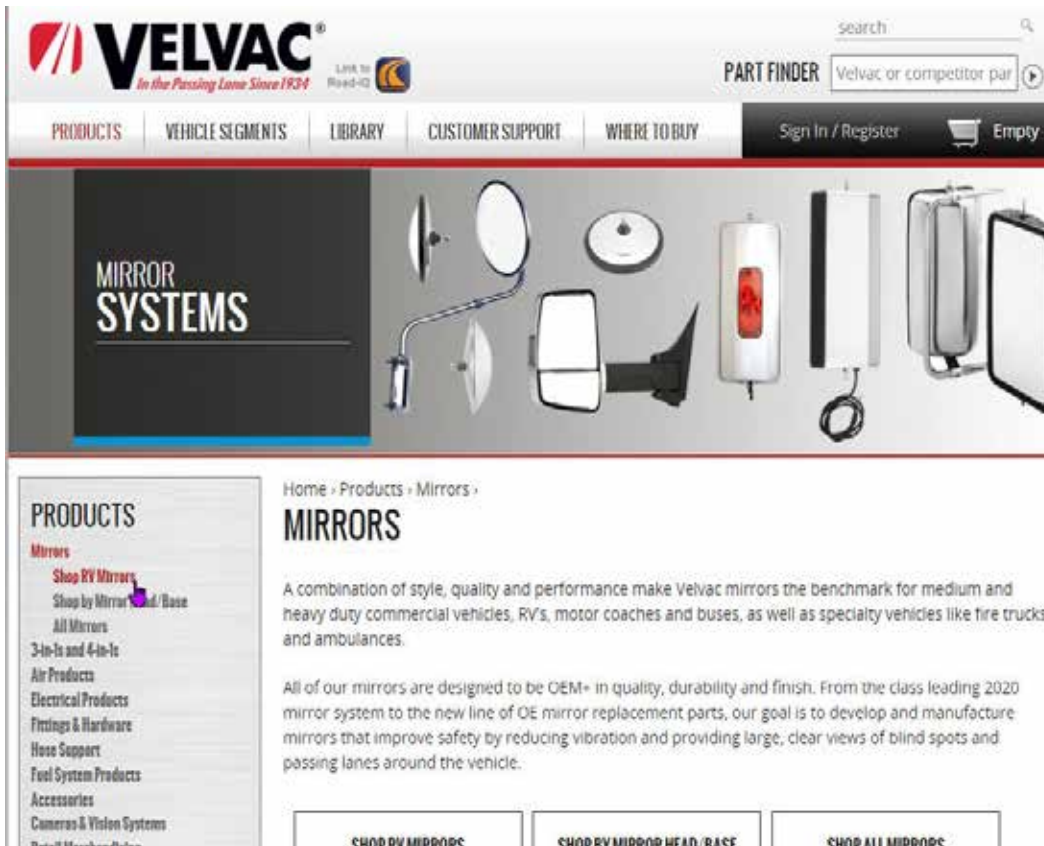 VELVAC®
In the Passing Lane Since 1934
Link to
Road-iQ
search
PART FINDER
Velvac or competitor par
PRODUCTS
VEHICLE SEGMENTS
LIBRARY
CUSTOMER SUPPORT
WHERE TO BUY
Sign In / Register
Empty
MIRROR
SYSTEMS
PRODUCTS
Mirrors
Shop RV Mirrors
Shop by Mirror /Base
All Mirrors
3-in-1s and 4-in-1s
Air Products
Electrical Products
Fittings & Hardware
Hose Support
Fuel System Products
Accessories
Cameras & Vision Systems
Home › Products › Mirrors ›
MIRRORS
A combination of style, quality and performance make Velvac mirrors the benchmark for medium and
heavy duty commercial vehicles, RV's, motor coaches and buses, as well as specialty vehicles like fire trucks
and ambulances.
All of our mirrors are designed to be OEM+ in quality, durability and finish. From the class leading 2020
mirror system to the new line of OE mirror replacement parts, our goal is to develop and manufacture
mirrors that improve safety by reducing vibration and providing large, clear views of blind spots and
passing lanes around the vehicle.
SHOP RV MIRRORS
SHOP BY MIRROR HEAD/BASE
SHOP ALL MIRRORS